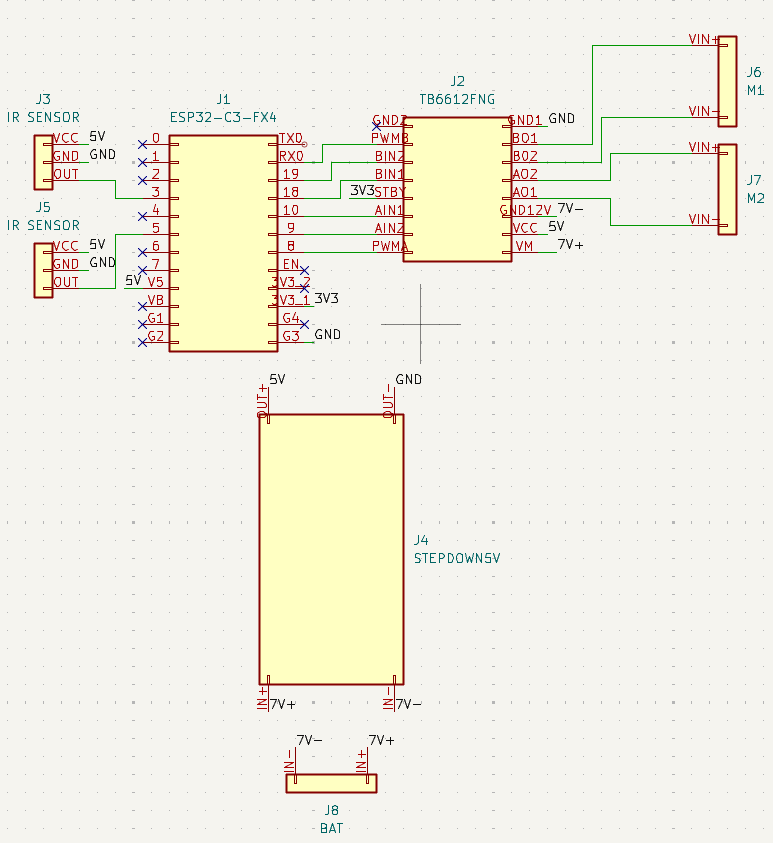 J3
IR SENSOR
VCC 5V
GND GND
OUT
J5
IR SENSOR
VCC 5V
GND GND
OUT
J1
ESP32-C3-FX4
0 TXD
1 RX0
2 19
3 18
4 10
5 9
6 8
7 EN
5V V5 3V3_2
VB 3V3_1 3V3
G1 G4
G2 G3 GND
J2
TB6612FNG
GND2 GND1 GND
PWMB BO1
BIN2 BO2
BIN1 AO2
3V3 STBY AO1
AIN1 GND12V 7V-
AIN2 VCC 5V
PWMA VM 7V+
VIN+
J6
M1
VIN-
VIN+
J7
M2
VIN-
5V GND
OUT+ OUT-
J4
STEPDOWN5V
IN+ IN-
7V+ 7V-
7V- 7V+
IN- IN+
J8
BAT